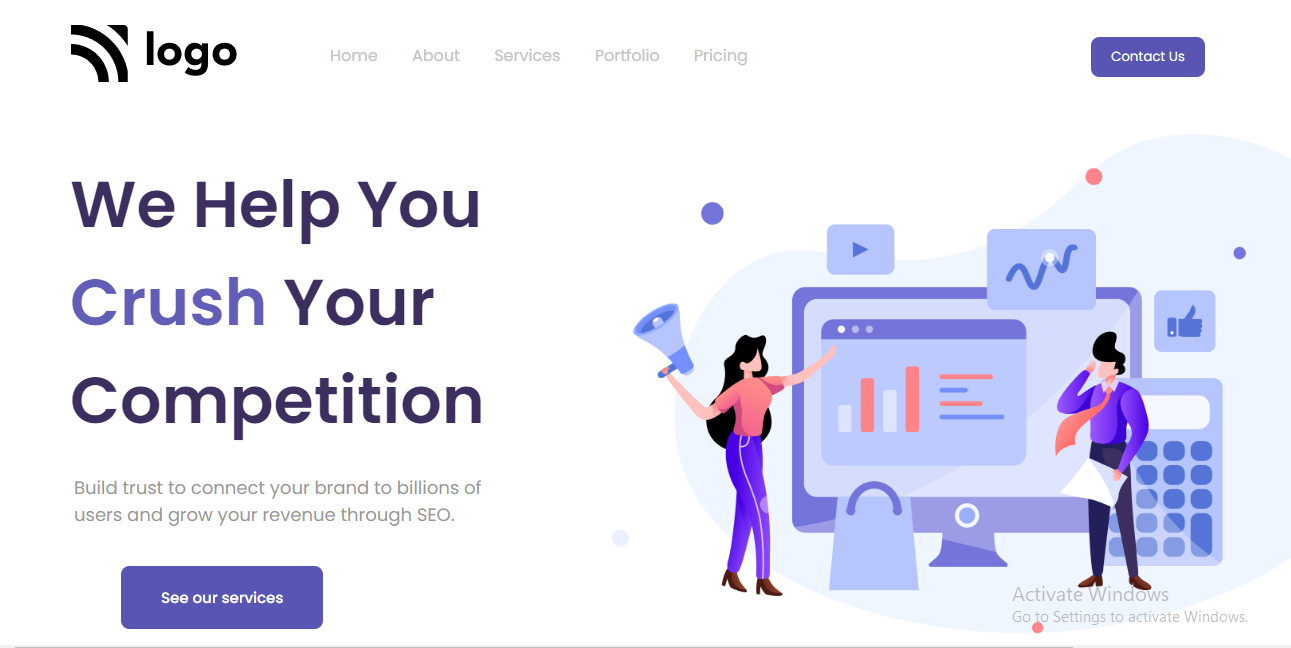 logo
Home About Services Portfolio Pricing
Contact Us
We Help You
Crush Your
Competition
Build trust to connect your brand to billions of
users and grow your revenue through SEO.
See our services
Activate Windows
Go to Settings to activate Windows.